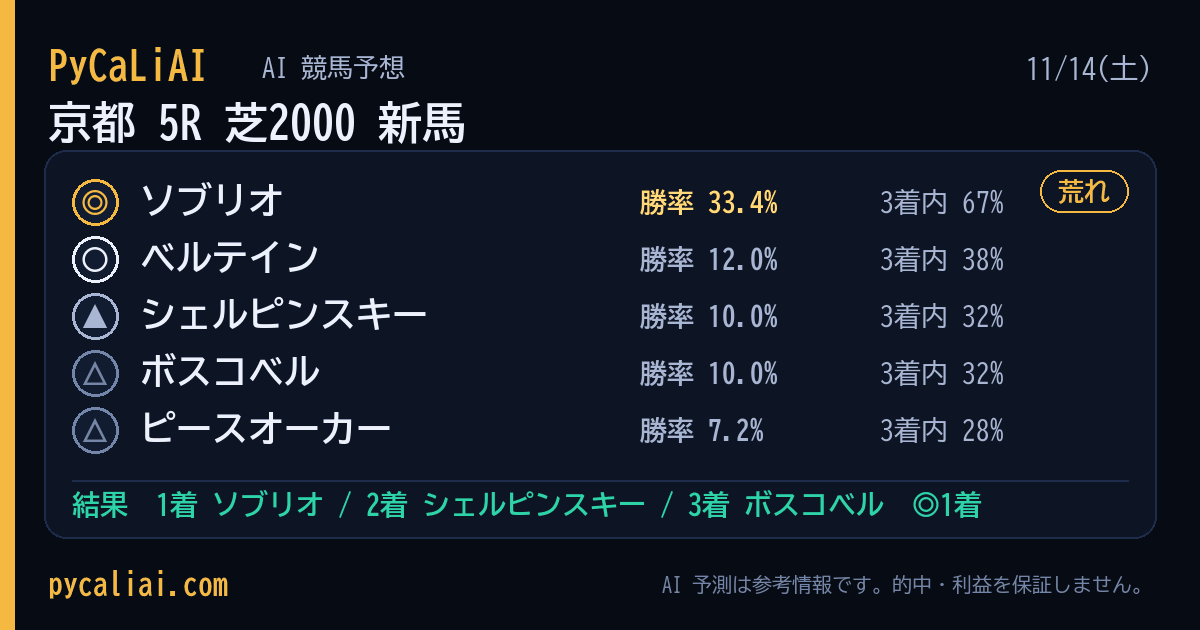 PyCaLiAI AI 競馬予想 11/14(土)
京都 5R 芝2000 新馬
◎ ソブリオ 勝率 33.4% 3着内 67% 荒れ
○ ベルテイン 勝率 12.0% 3着内 38%
▲ シェルピンスキー 勝率 10.0% 3着内 32%
△ ボスコベル 勝率 10.0% 3着内 32%
△ ピースオーカー 勝率 7.2% 3着内 28%
結果 1着 ソブリオ / 2着 シェルピンスキー / 3着 ボスコベル ◎1着
pycaliai.com AI 予測は参考情報です。的中・利益を保証しません。